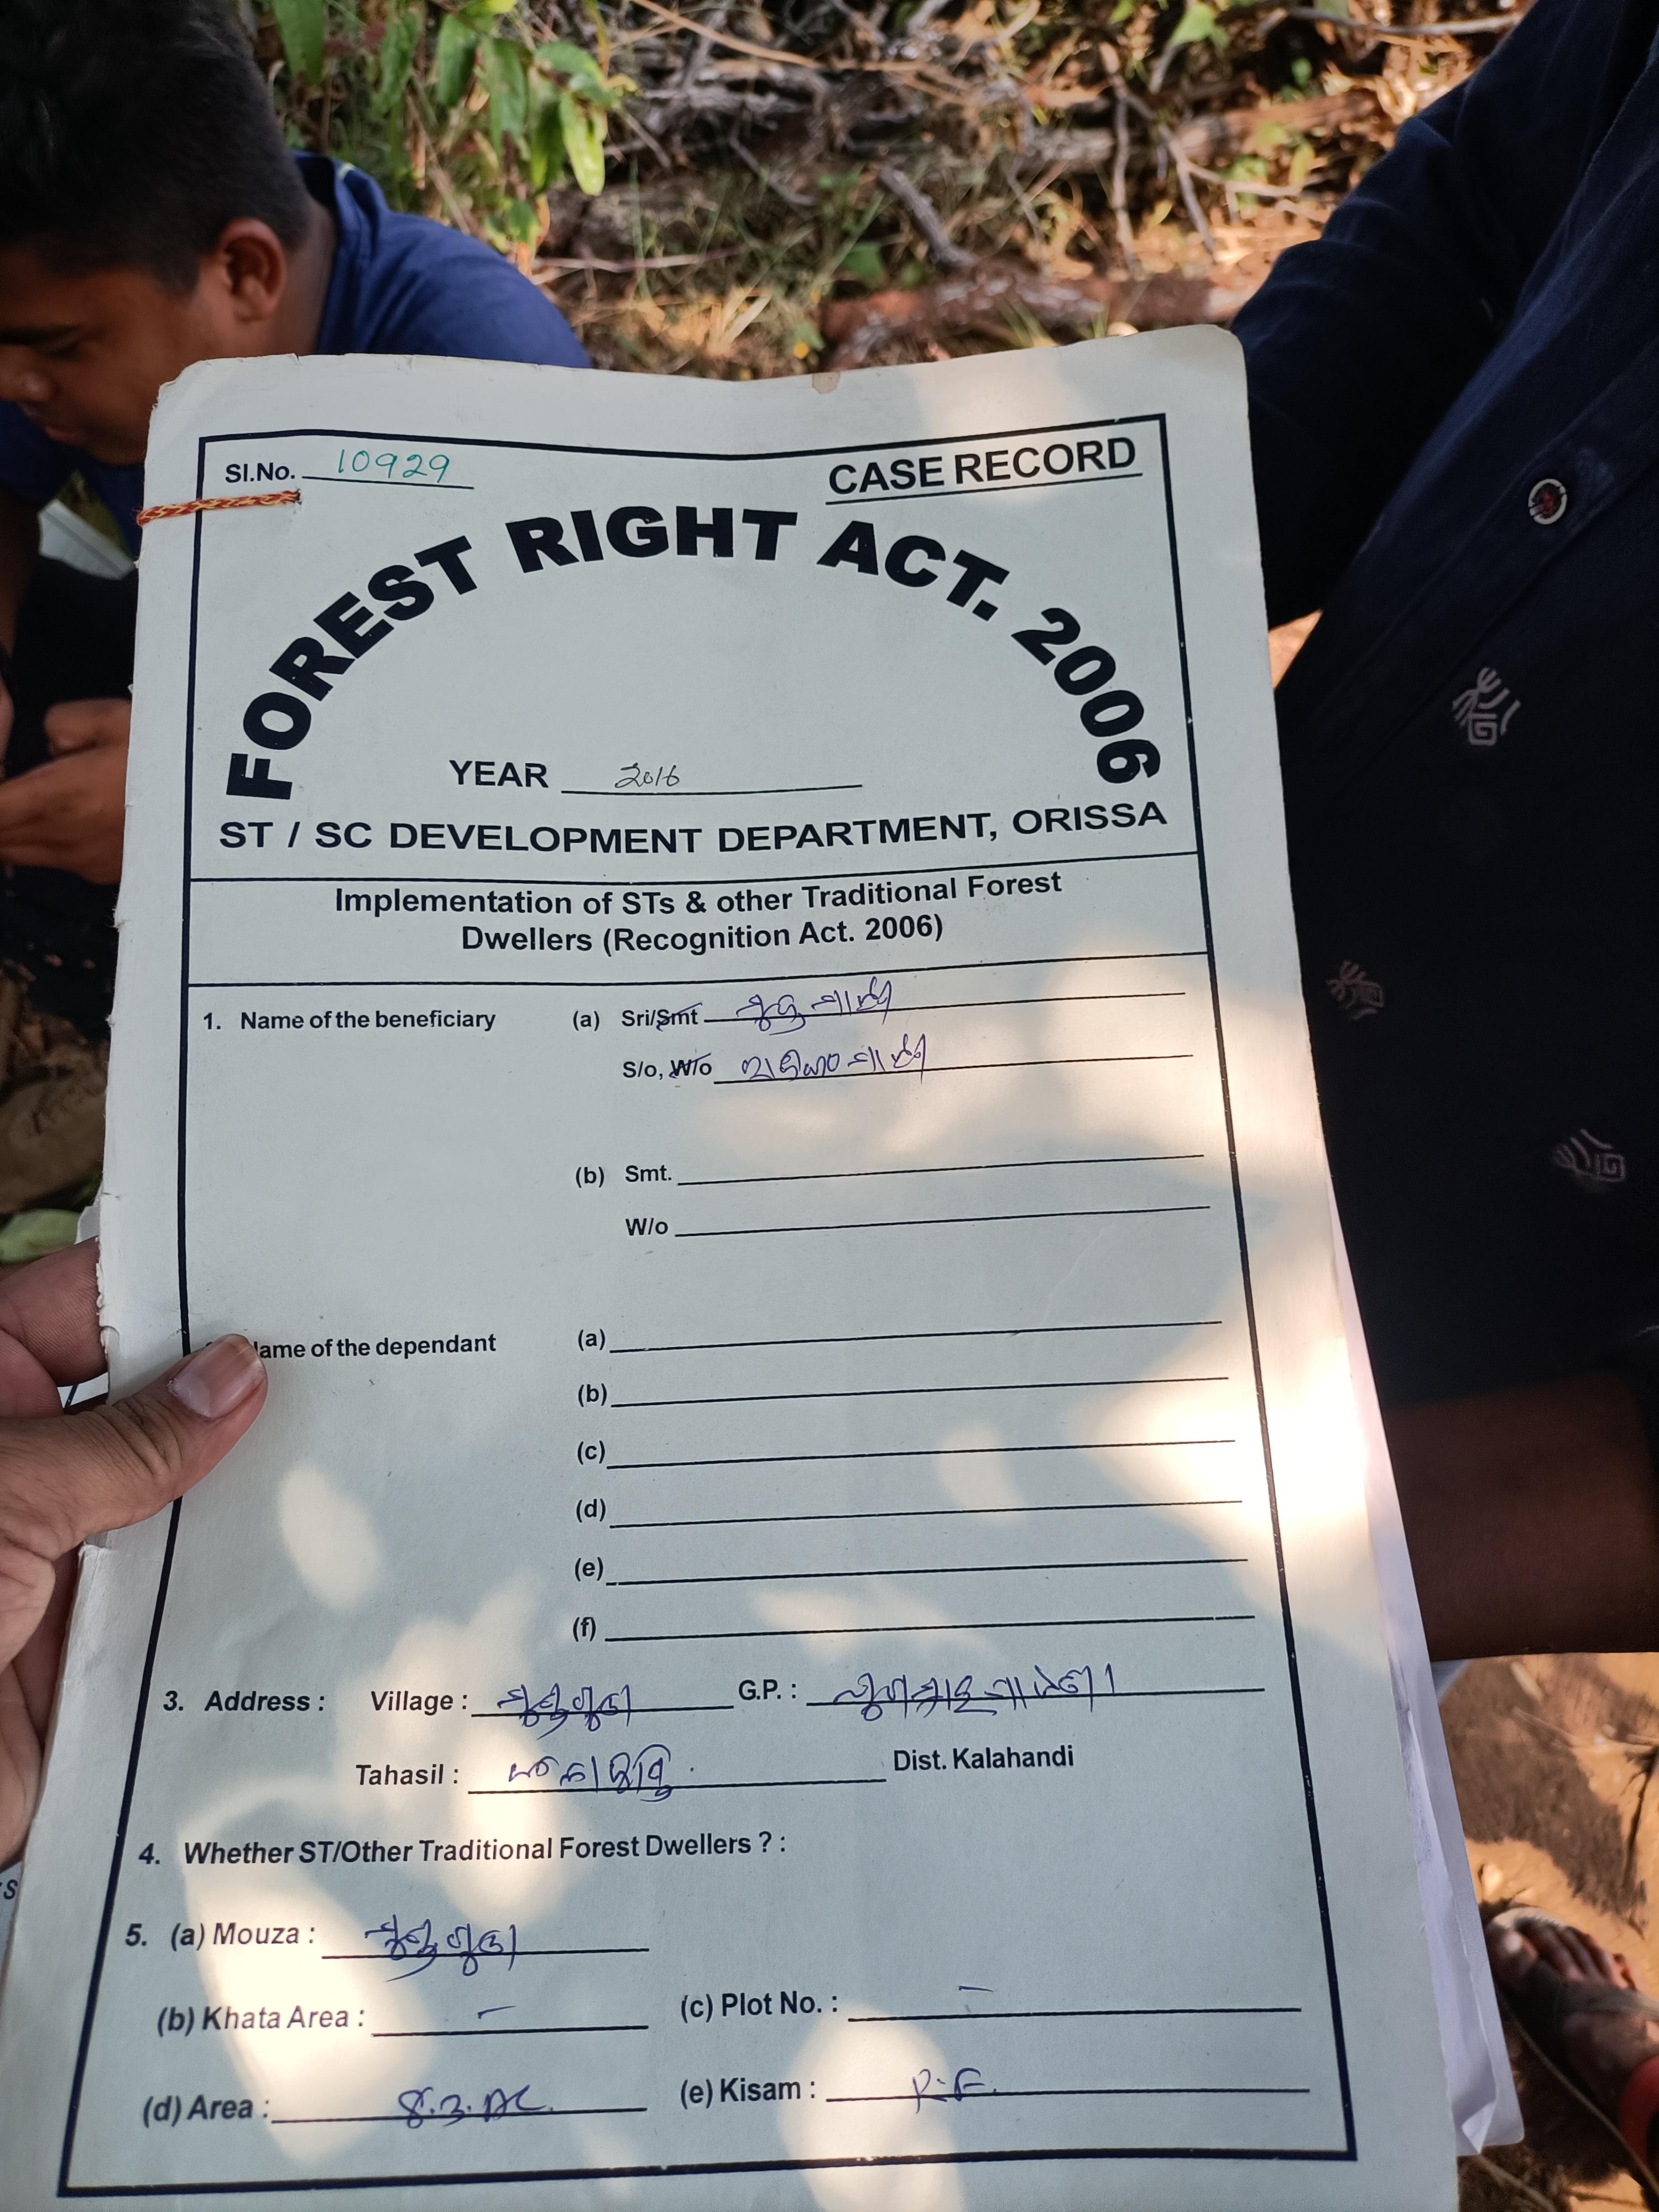 Sl.No. 10929
CASE RECORD
FOREST RIGHT ACT. 2006
YEAR 2016
ST / SC DEVELOPMENT DEPARTMENT, ORISSA
Implementation of STs & other Traditional Forest
Dwellers (Recognition Act. 2006)
1. Name of the beneficiary (a) Sri/Smt
S/o, W/o
(b) Smt.
W/o
of the dependant (a)
(b)
(c)
(d)
(e)
(f)
3. Address : Village : G.P. :
Tahasil : Dist. Kalahandi
4. Whether ST/Other Traditional Forest Dwellers ? :
5. (a) Mouza :
(b) Khata Area : – (c) Plot No. : –
(d) Area : (e) Kisam : R.F.